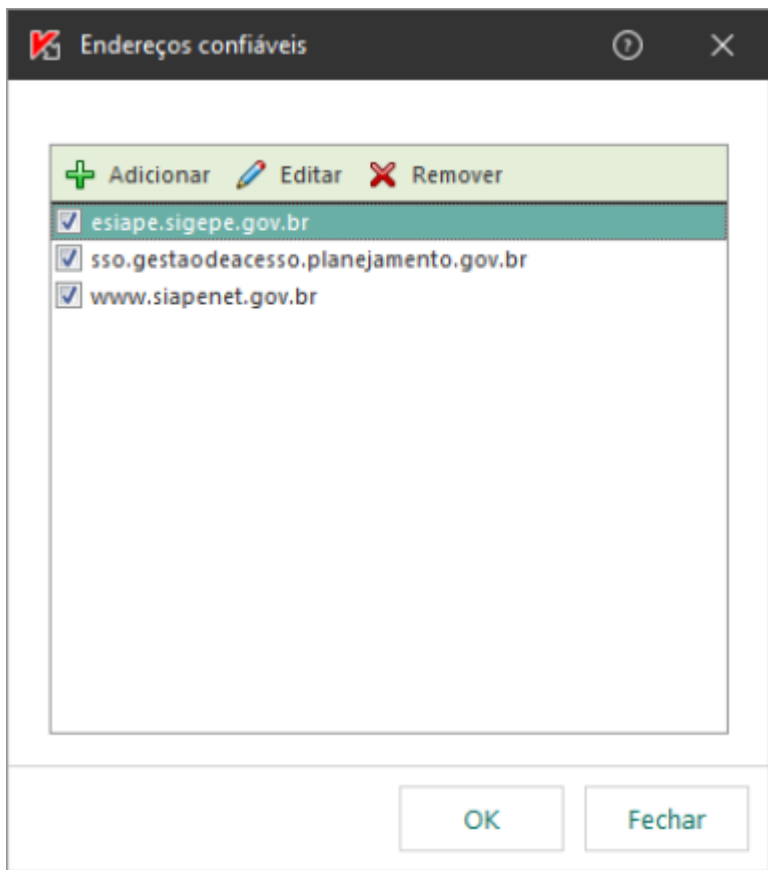 Endereços confiáveis
Adicionar Editar Remover
esiape.sigepe.gov.br
sso.gestaodeacesso.planejamento.gov.br
www.siapenet.gov.br
OK Fechar